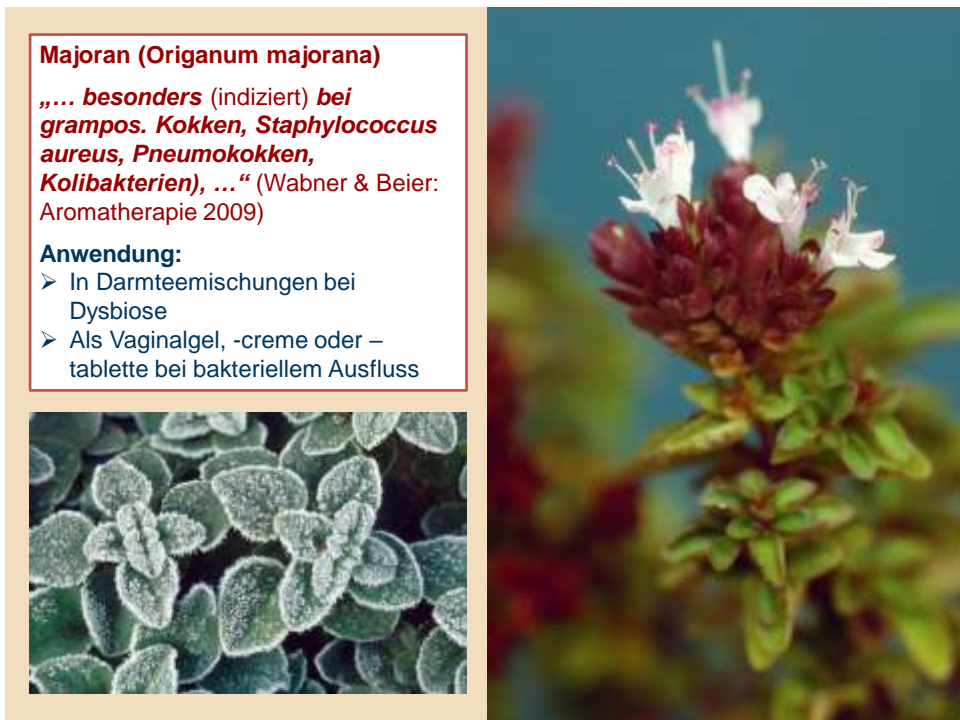 Majoran (Origanum majorana)
„… besonders (indiziert) bei
grampos. Kokken, Staphylococcus
aureus, Pneumokokken,
Kolibakterien), …“ (Wabner & Beier:
Aromatherapie 2009)
Anwendung:
➢ In Darmteemischungen bei
Dysbiose
➢ Als Vaginalgel, -creme oder –
tablette bei bakteriellem Ausfluss